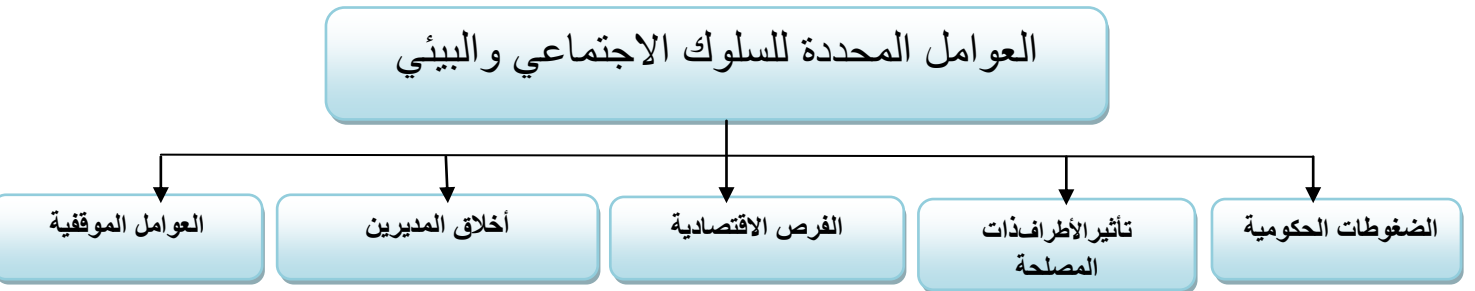 العوامل المحددة للسلوك الاجتماعي والبيئي
الضغوطات الحكومية
تأثيرالأطرافذات
المصلحة
الفرص الاقتصادية
أخلاق المديرين
العوامل الموقفية